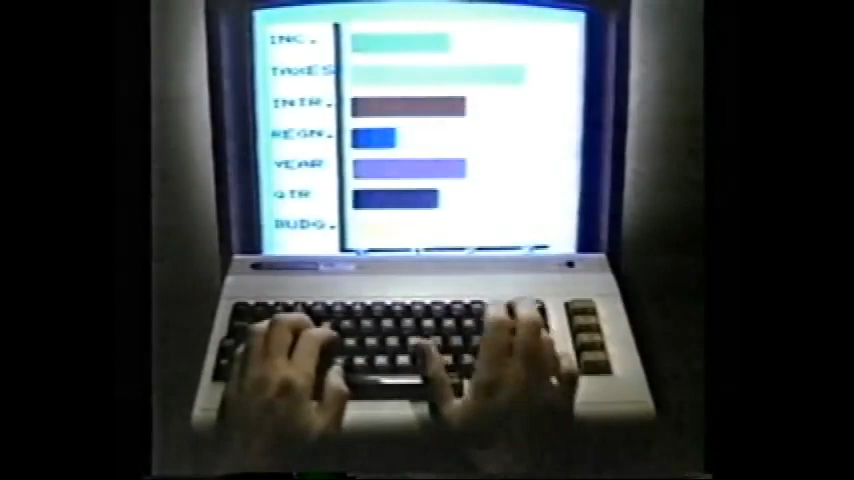 INC.
TAXES
INTR.
REGN.
YEAR
QTR
BUDG.